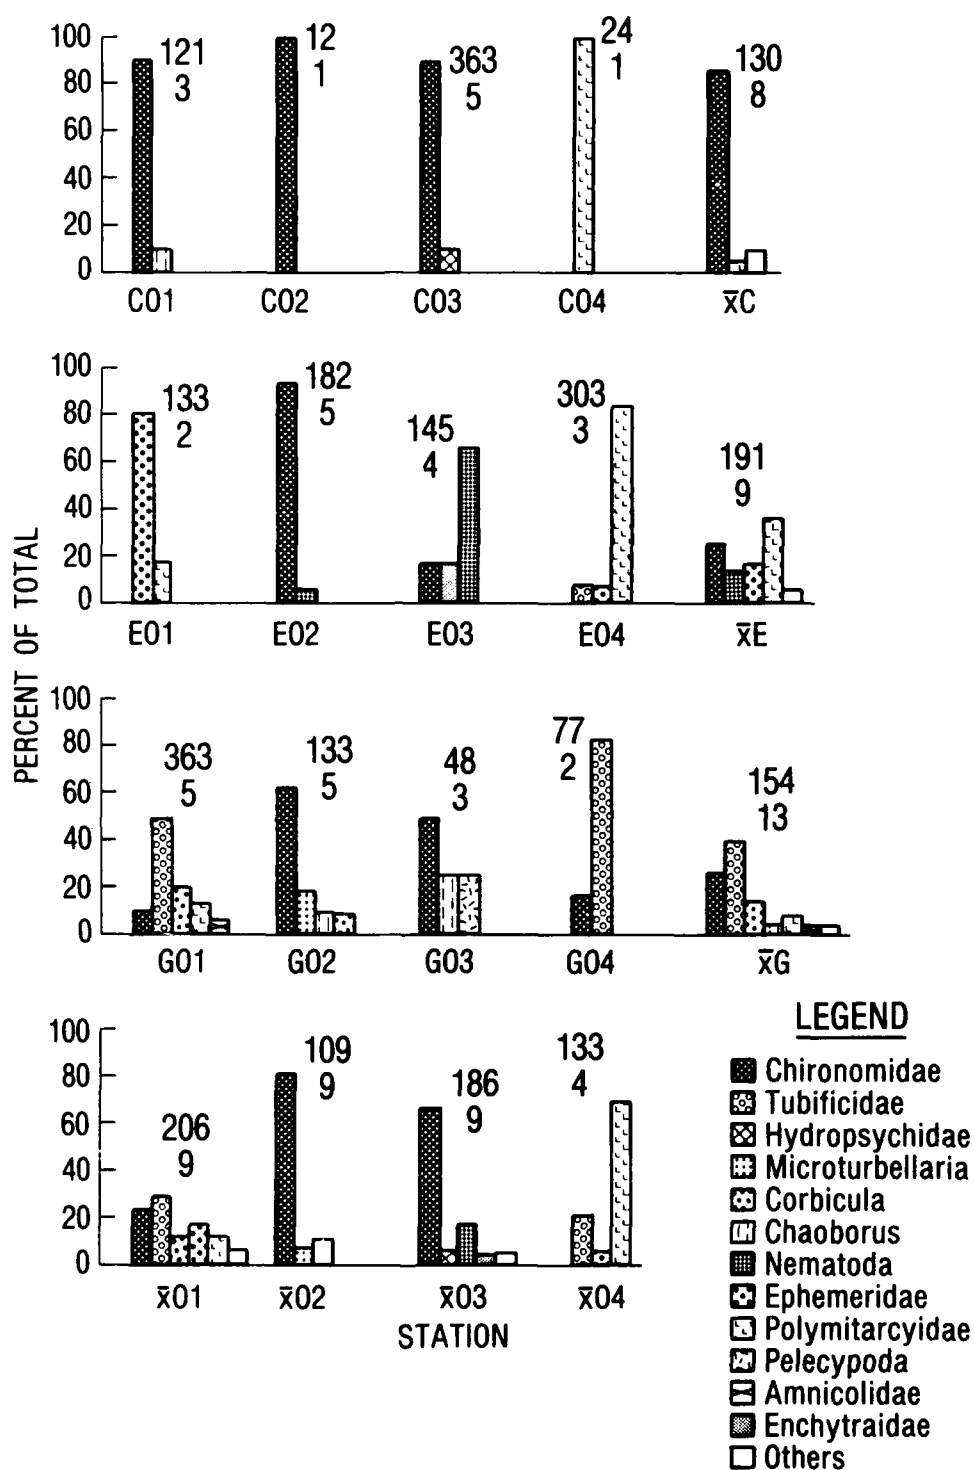 PERCENT OF TOTAL
100
80
60
40
20
0
121
3
12
1
363
5
24
1
130
8
C01
C02
C03
C04
x̄C
100
80
60
40
20
0
133
2
182
5
145
4
303
3
191
9
E01
E02
E03
E04
x̄E
100
80
60
40
20
0
363
5
133
5
48
3
77
2
154
13
G01
G02
G03
G04
x̄G
100
80
60
40
20
0
206
9
109
9
186
9
133
4
x̄01
x̄02
x̄03
x̄04
STATION
LEGEND
Chironomidae
Tubificidae
Hydropsychidae
Microturbellaria
Corbicula
Chaoborus
Nematoda
Ephemeridae
Polymitarcyidae
Pelecypoda
Amnicolidae
Enchytraidae
Others